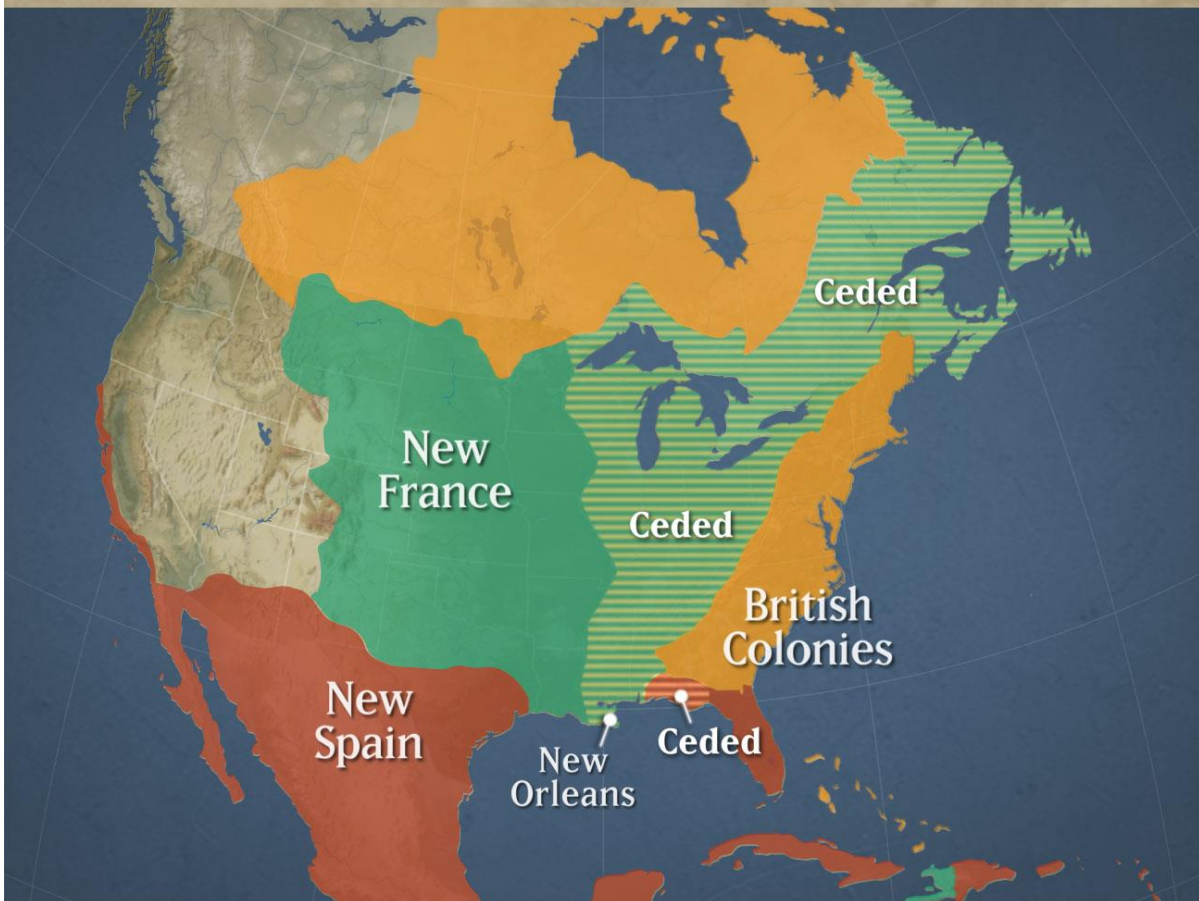 Ceded
New
France
Ceded
British
Colonies
New
Spain
Ceded
New
Orleans